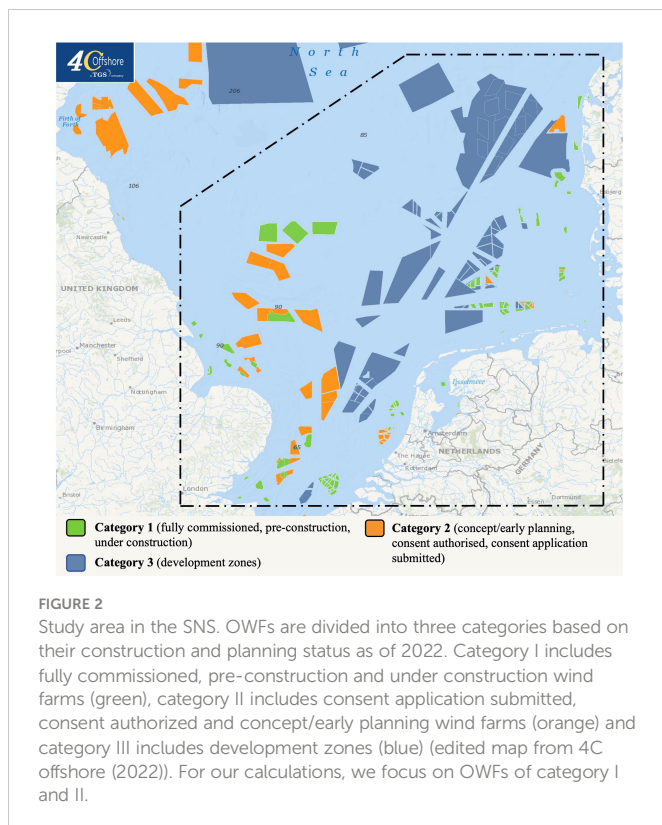 4C Offshore
a TGS company
North
Sea
206
85
Firth of
Forth
106
Newcastle
Esbjerg
UNITED KINGDOM
90
Leeds
90
Manchester
Sheffield
Nottingham
Ijsselmeer
Birmingham
65
Amsterdam
The Hague
NETHERLANDS
Rotterdam
GERMANY
London
Bristol
Essen
Dortmund
Category 1 (fully commissioned, pre-construction,
under construction)
Category 2 (concept/early planning,
consent authorised, consent application
submitted)
Category 3 (development zones)
FIGURE 2
Study area in the SNS. OWFs are divided into three categories based on
their construction and planning status as of 2022. Category I includes
fully commissioned, pre-construction and under construction wind
farms (green), category II includes consent application submitted,
consent authorized and concept/early planning wind farms (orange) and
category III includes development zones (blue) (edited map from 4C
offshore (2022)). For our calculations, we focus on OWFs of category I
and II.